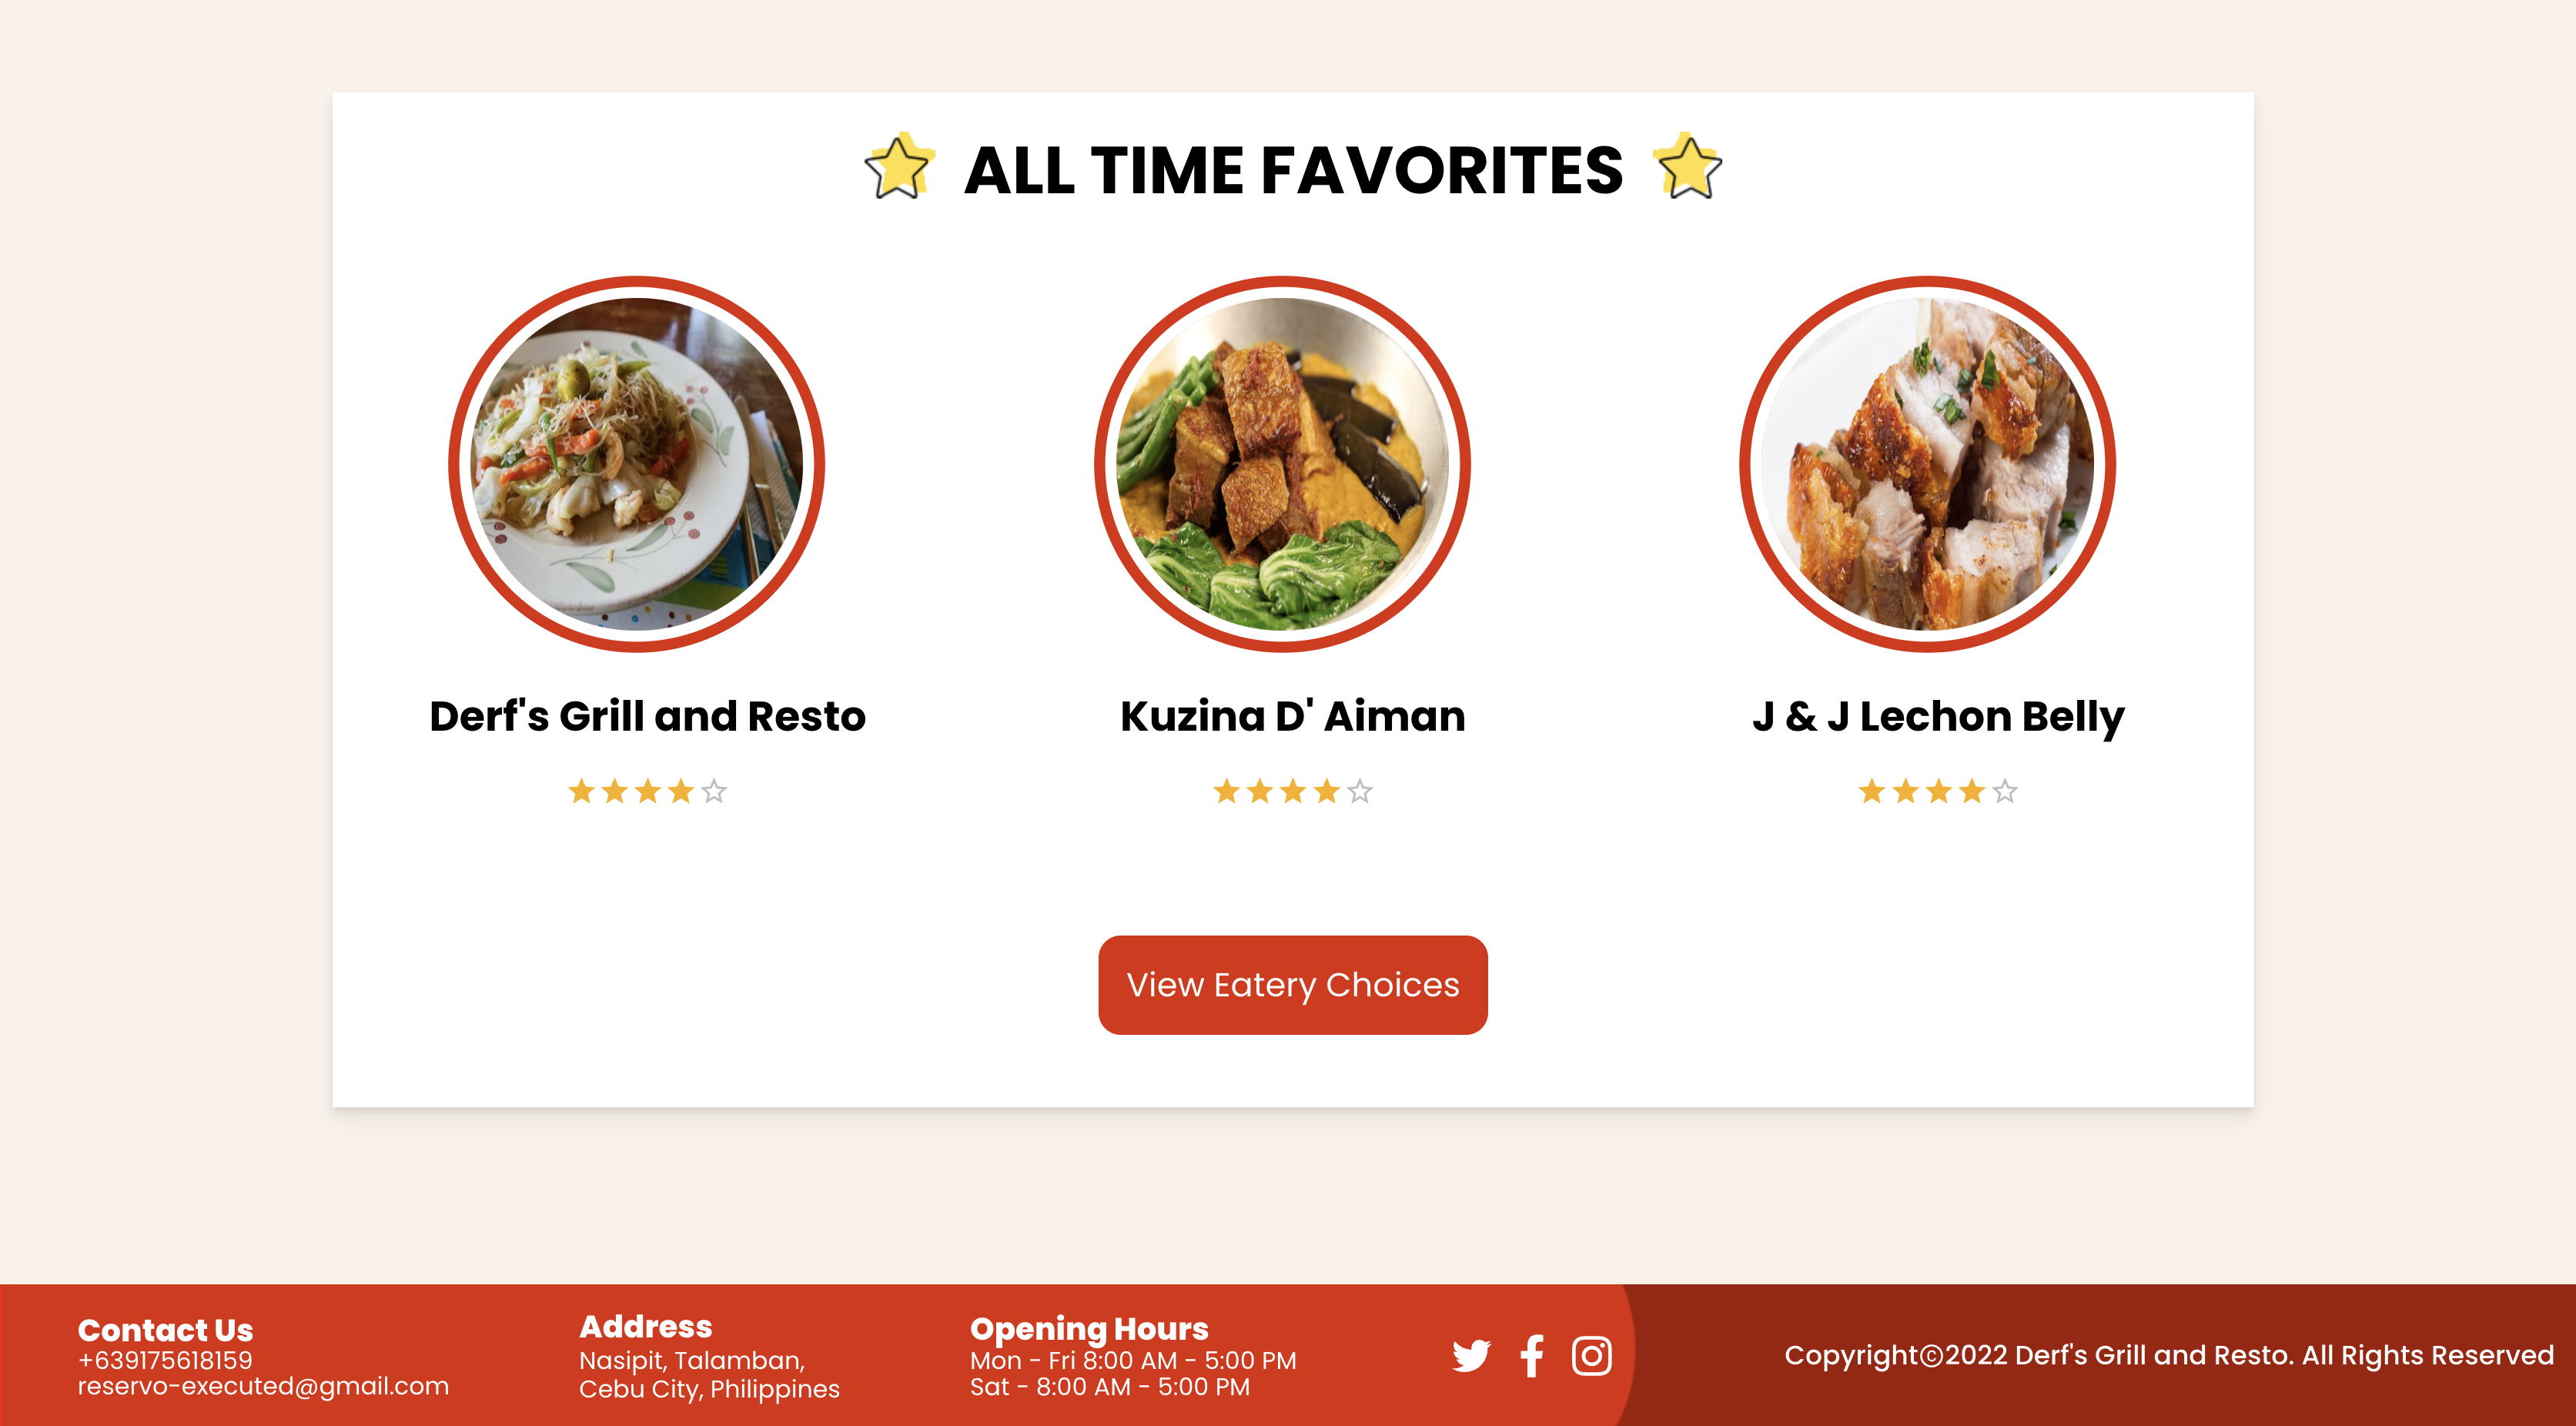 ALL TIME FAVORITES
Derf's Grill and Resto
Kuzina D' Aiman
J & J Lechon Belly
View Eatery Choices
Contact Us
+639175618159
reservo-executed@gmail.com
Address
Nasipit, Talamban,
Cebu City, Philippines
Opening Hours
Mon - Fri 8:00 AM - 5:00 PM
Sat - 8:00 AM - 5:00 PM
Copyright©2022 Derf's Grill and Resto. All Rights Reserved